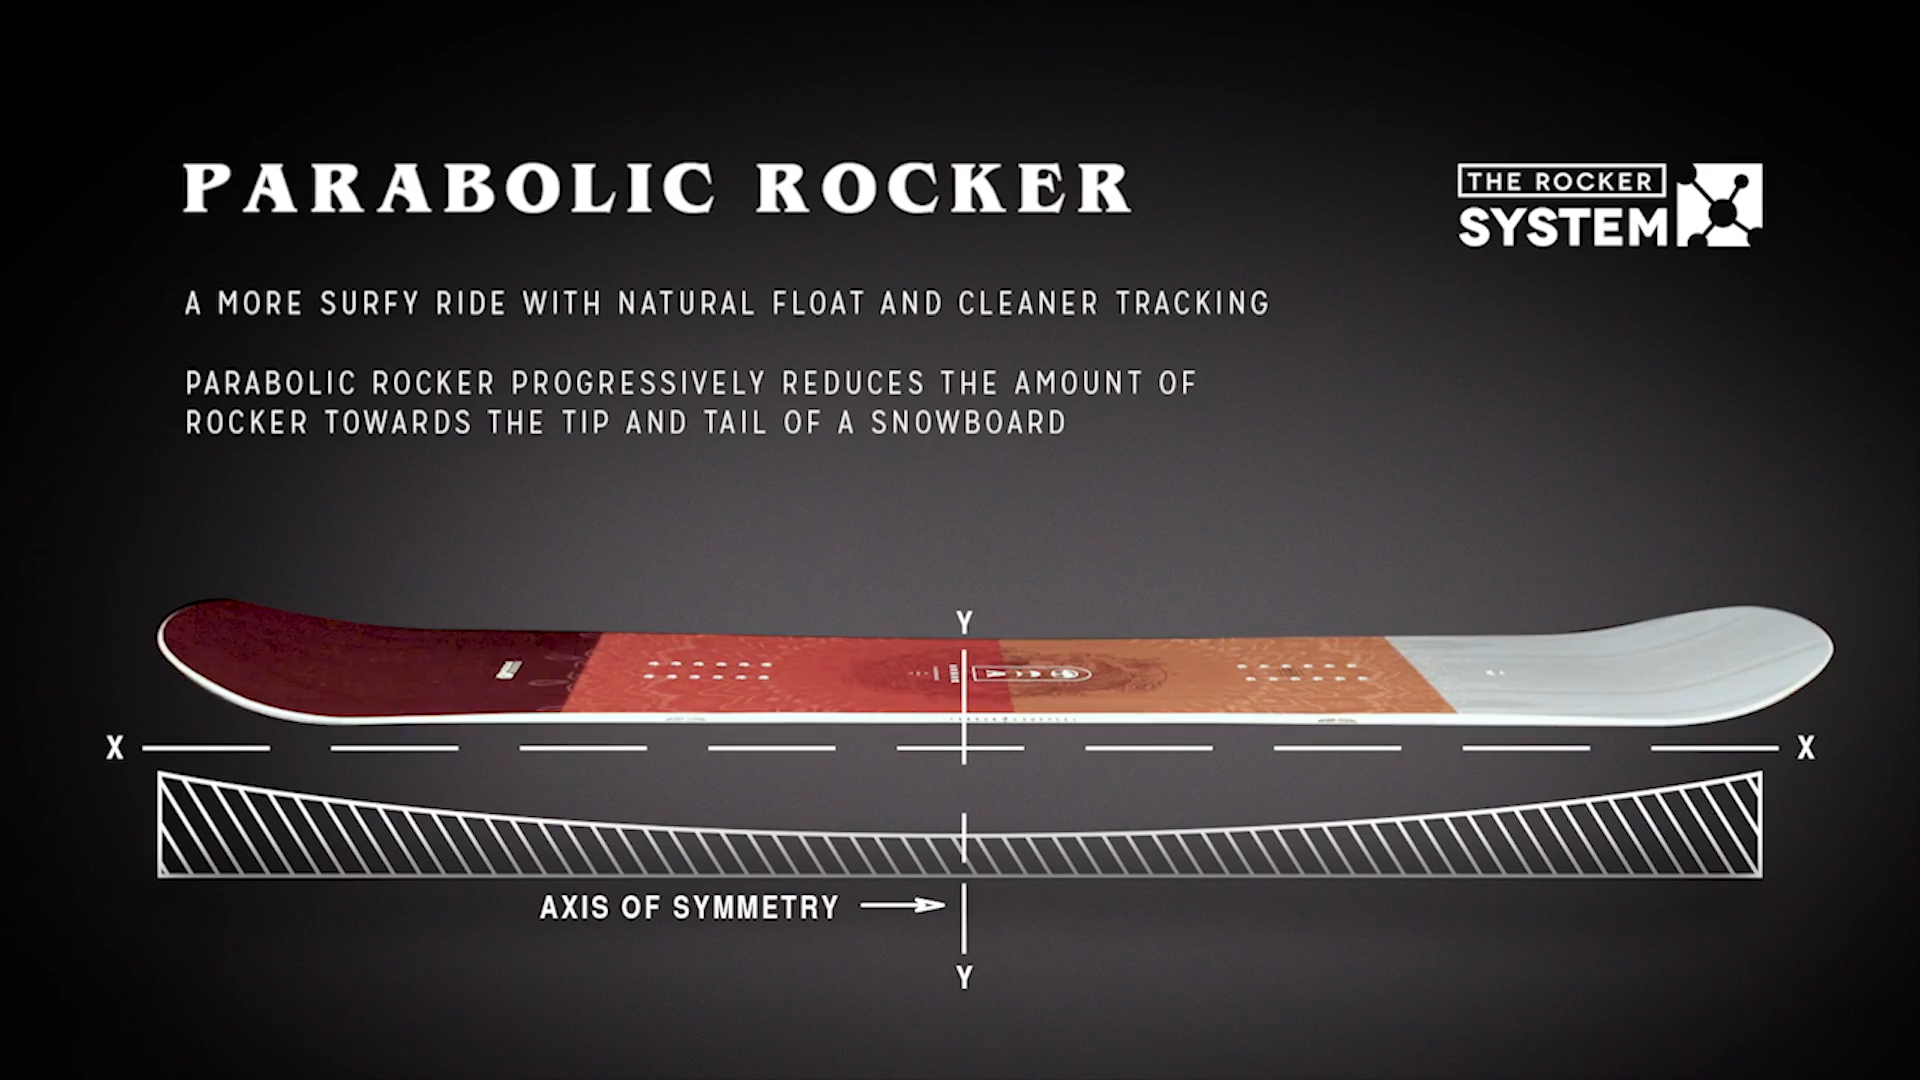 PARABOLIC ROCKER
THE ROCKER
SYSTEM
A MORE SURFY RIDE WITH NATURAL FLOAT AND CLEANER TRACKING
PARABOLIC ROCKER PROGRESSIVELY REDUCES THE AMOUNT OF
ROCKER TOWARDS THE TIP AND TAIL OF A SNOWBOARD
Y
X
X
AXIS OF SYMMETRY
Y